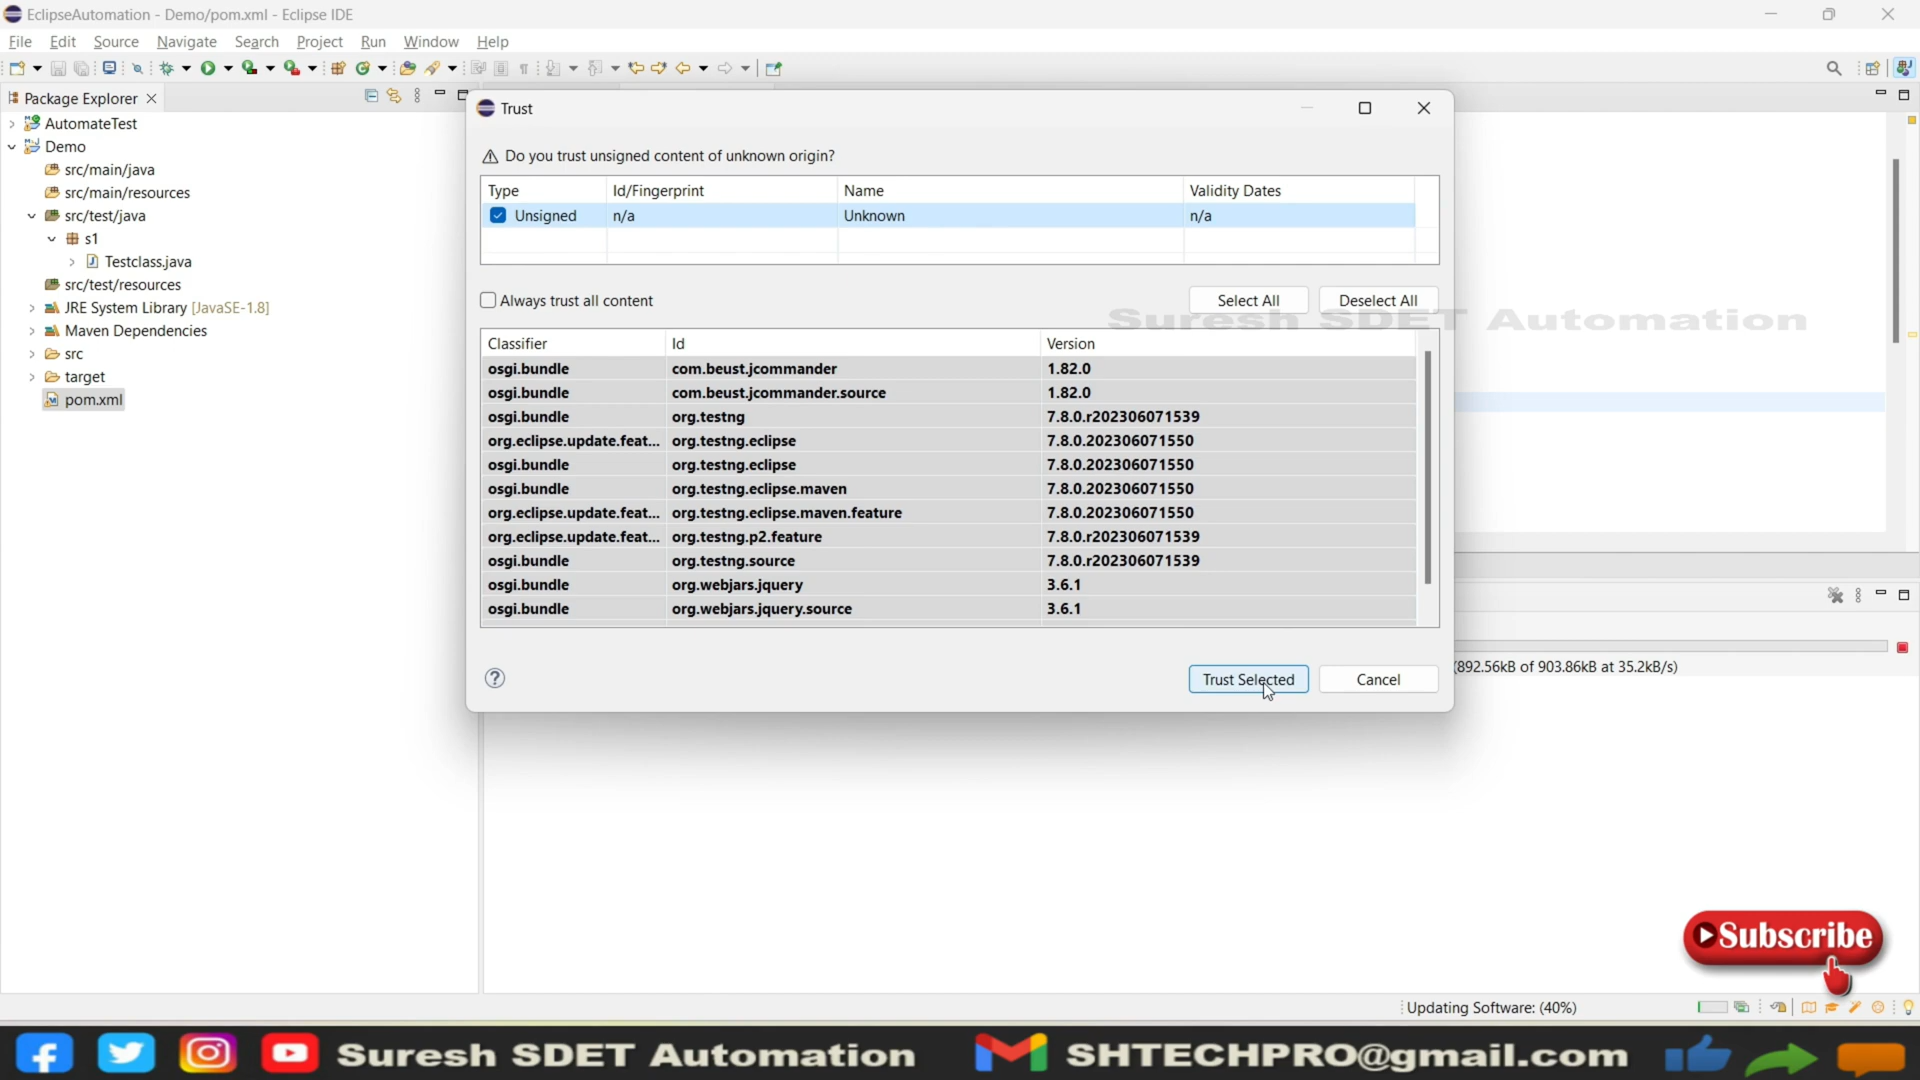 EclipseAutomation - Demo/pom.xml - Eclipse IDE
File Edit Source Navigate Search Project Run Window Help
Package Explorer
AutomateTest
Demo
src/main/java
src/main/resources
src/test/java
s1
Testclass.java
src/test/resources
JRE System Library [JavaSE-1.8]
Maven Dependencies
src
target
pom.xml
Trust
Do you trust unsigned content of unknown origin?
Type Id/Fingerprint Name Validity Dates
Unsigned n/a Unknown n/a
Always trust all content
Select All Deselect All
Suresh SDET Automation
Classifier Id Version
osgi.bundle com.beust.jcommander 1.82.0
osgi.bundle com.beust.jcommander.source 1.82.0
osgi.bundle org.testng 7.8.0.r202306071539
org.eclipse.update.feat... org.testng.eclipse 7.8.0.202306071550
osgi.bundle org.testng.eclipse 7.8.0.202306071550
osgi.bundle org.testng.eclipse.maven 7.8.0.202306071550
org.eclipse.update.feat... org.testng.eclipse.maven.feature 7.8.0.202306071550
org.eclipse.update.feat... org.testng.p2.feature 7.8.0.r202306071539
osgi.bundle org.testng.source 7.8.0.r202306071539
osgi.bundle org.webjars.jquery 3.6.1
osgi.bundle org.webjars.jquery.source 3.6.1
Trust Selected Cancel
(892.56kB of 903.86kB at 35.2kB/s)
Subscribe
Updating Software: (40%)
Suresh SDET Automation SHTECHPRO@gmail.com